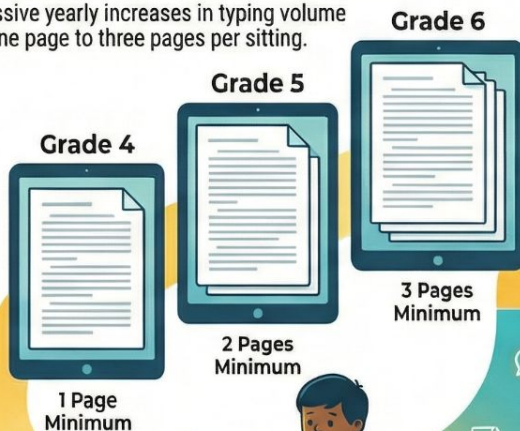 ssive yearly increases in typing volume
ne page to three pages per sitting.
Grade 6
Grade 5
Grade 4
3 Pages
Minimum
2 Pages
Minimum
1 Page
Minimum